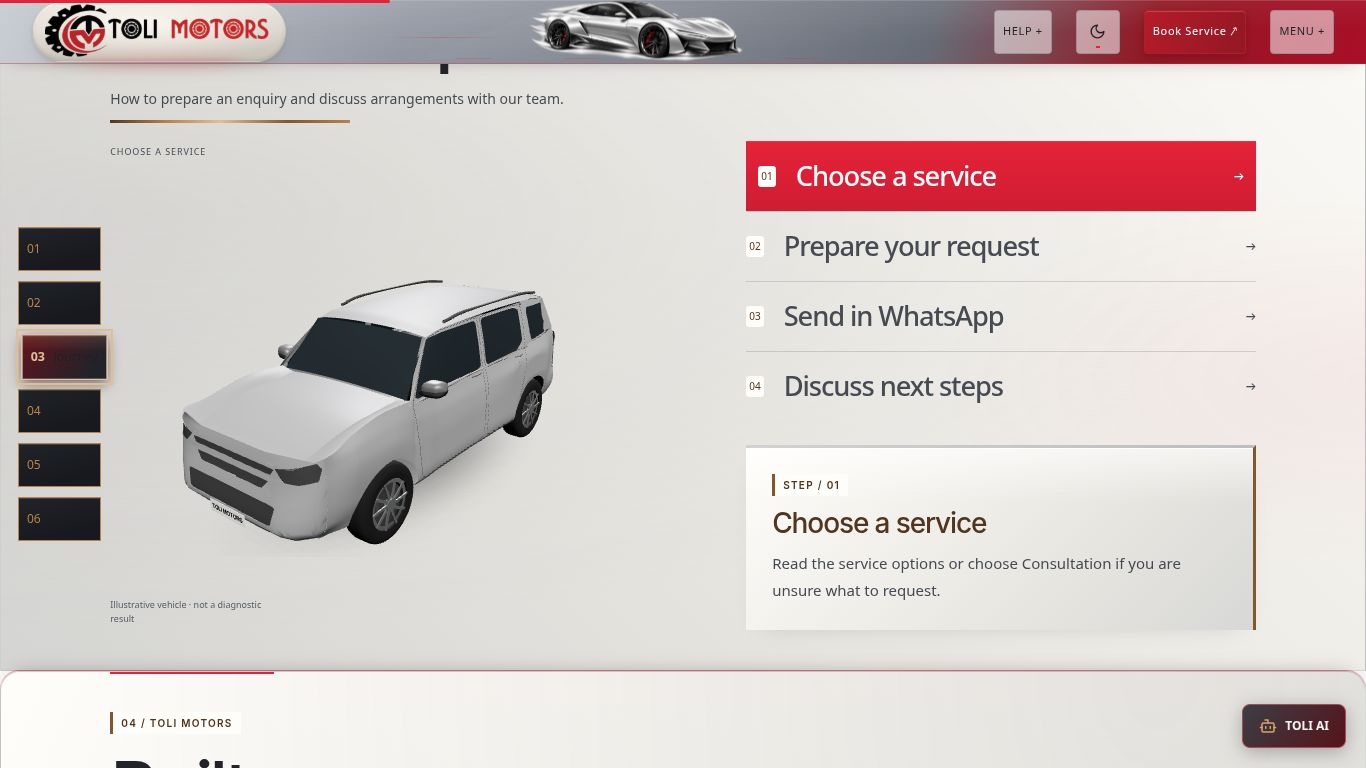 TOLI MOTORS
HELP +
Book Service ↗
MENU +
How to prepare an enquiry and discuss arrangements with our team.
CHOOSE A SERVICE
01
02
03 Journey
04
05
06
TOLI MOTORS
Illustrative vehicle · not a diagnostic
result
01 Choose a service →
02 Prepare your request →
03 Send in WhatsApp →
04 Discuss next steps →
STEP / 01
Choose a service
Read the service options or choose Consultation if you are
unsure what to request.
04 / TOLI MOTORS
TOLI AI